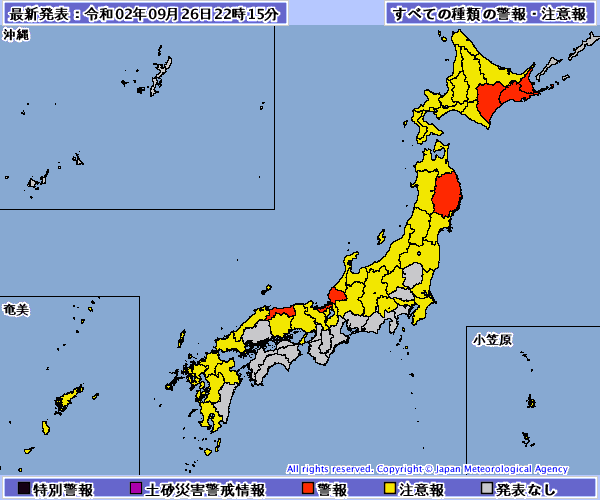 最新発表：令和02年09月26日22時15分
すべての種類の警報・注意報
沖縄
奄美
小笠原
All rights reserved. Copyright © Japan Meteorological Agency
特別警報
土砂災害警戒情報
警報
注意報
発表なし